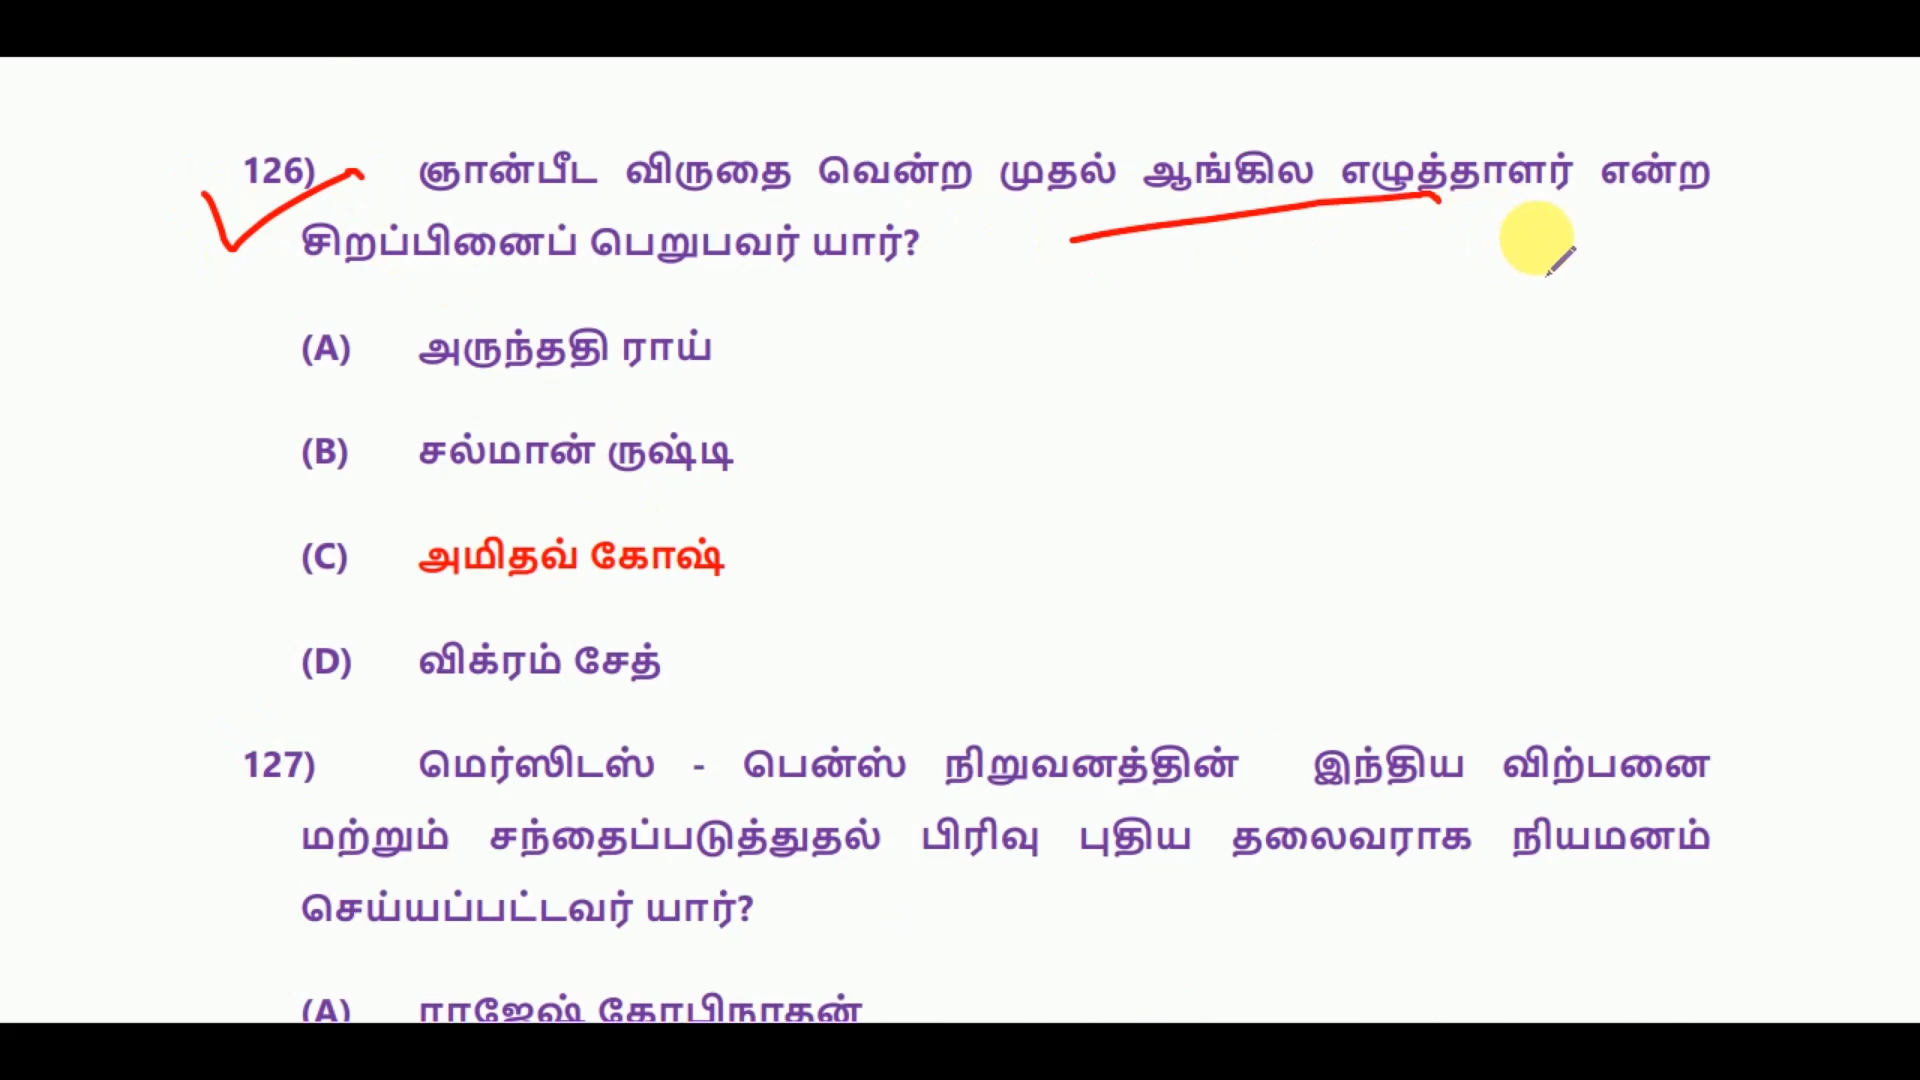 126) ஞான்பீட விருதை வென்ற முதல் ஆங்கில எழுத்தாளர் என்ற
சிறப்பினைப் பெறுபவர் யார்?
(A) அருந்ததி ராய்
(B) சல்மான் ருஷ்டி
(C) அமிதவ் கோஷ்
(D) விக்ரம் சேத்
127) மெர்ஸிடஸ் - பென்ஸ் நிறுவனத்தின் இந்திய விற்பனை
மற்றும் சந்தைப்படுத்துதல் பிரிவு புதிய தலைவராக நியமனம்
செய்யப்பட்டவர் யார்?
(A) ராஜேஷ் கோபிநாதன்